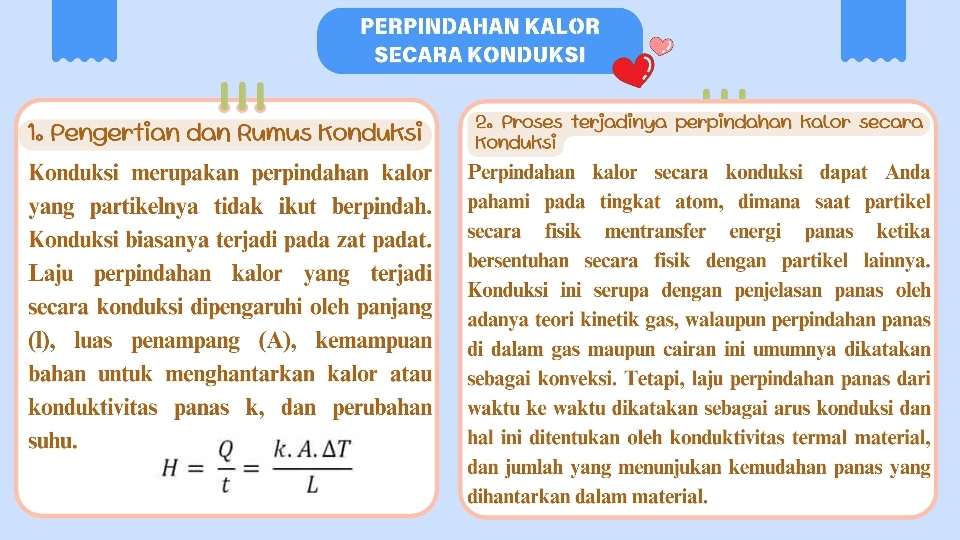 PERPINDAHAN KALOR
SECARA KONDUKSI
1. Pengertian dan Rumus Konduksi
Konduksi merupakan perpindahan kalor
yang partikelnya tidak ikut berpindah.
Konduksi biasanya terjadi pada zat padat.
Laju perpindahan kalor yang terjadi
secara konduksi dipengaruhi oleh panjang
(l), luas penampang (A), kemampuan
bahan untuk menghantarkan kalor atau
konduktivitas panas k, dan perubahan
suhu.
H = Q/t = k. A. ΔT/L
2. Proses terjadinya perpindahan kalor secara
Konduksi
Perpindahan kalor secara konduksi dapat Anda
pahami pada tingkat atom, dimana saat partikel
secara fisik mentransfer energi panas ketika
bersentuhan secara fisik dengan partikel lainnya.
Konduksi ini serupa dengan penjelasan panas oleh
adanya teori kinetik gas, walaupun perpindahan panas
di dalam gas maupun cairan ini umumnya dikatakan
sebagai konveksi. Tetapi, laju perpindahan panas dari
waktu ke waktu dikatakan sebagai arus konduksi dan
hal ini ditentukan oleh konduktivitas termal material,
dan jumlah yang menunjukan kemudahan panas yang
dihantarkan dalam material.